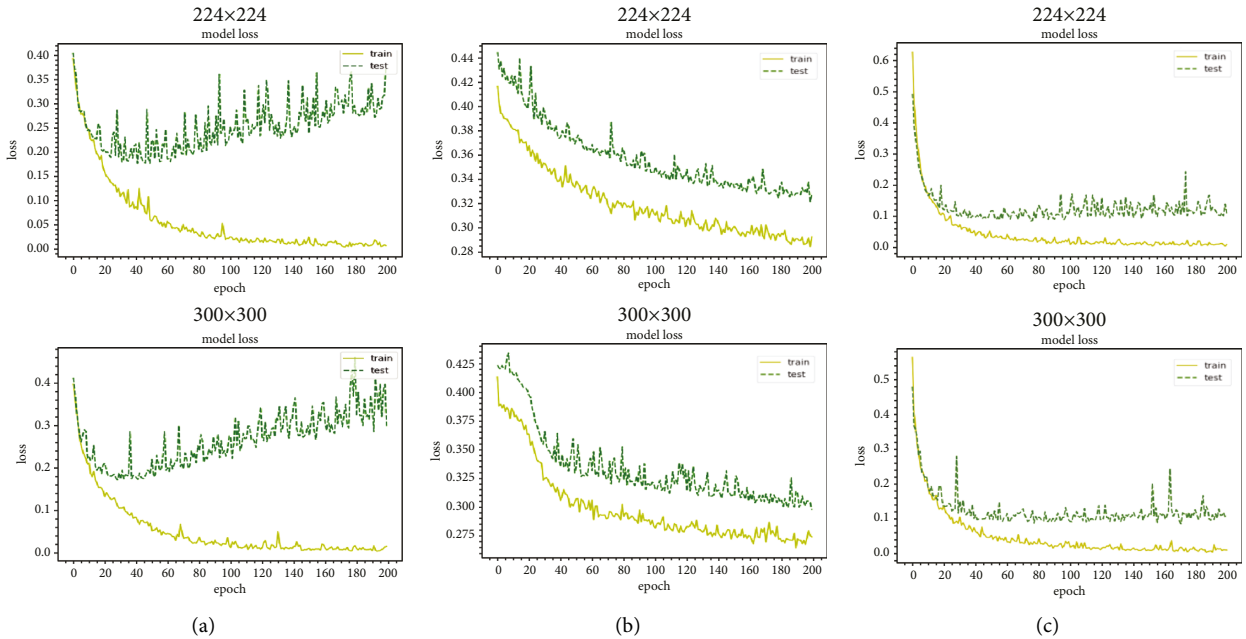 224×224
model loss
train
test
0.40
0.35
0.30
0.25
0.20
0.15
0.10
0.05
0.00
loss
0 20 40 60 80 100 120 140 160 180 200
epoch
224×224
model loss
train
test
0.44
0.42
0.40
0.38
0.36
0.34
0.32
0.30
0.28
loss
0 20 40 60 80 100 120 140 160 180 200
epoch
224×224
model loss
train
test
0.6
0.5
0.4
0.3
0.2
0.1
0.0
loss
0 20 40 60 80 100 120 140 160 180 200
epoch
300×300
model loss
train
test
0.4
0.3
0.2
0.1
0.0
loss
0 20 40 60 80 100 120 140 160 180 200
epoch
300×300
model loss
train
test
0.425
0.400
0.375
0.350
0.325
0.300
0.275
loss
0 20 40 60 80 100 120 140 160 180 200
epoch
300×300
model loss
train
test
0.5
0.4
0.3
0.2
0.1
0.0
loss
0 20 40 60 80 100 120 140 160 180 200
epoch
(a)
(b)
(c)